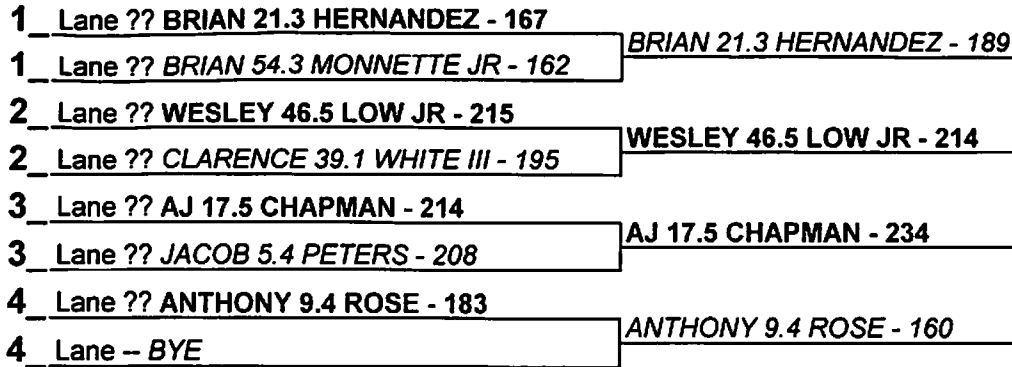 1_ Lane ?? BRIAN 21.3 HERNANDEZ - 167
BRIAN 21.3 HERNANDEZ - 189
1_ Lane ?? BRIAN 54.3 MONNETTE JR - 162
2_ Lane ?? WESLEY 46.5 LOW JR - 215
WESLEY 46.5 LOW JR - 214
2_ Lane ?? CLARENCE 39.1 WHITE III - 195
3_ Lane ?? AJ 17.5 CHAPMAN - 214
AJ 17.5 CHAPMAN - 234
3_ Lane ?? JACOB 5.4 PETERS - 208
4_ Lane ?? ANTHONY 9.4 ROSE - 183
ANTHONY 9.4 ROSE - 160
4_ Lane -- BYE